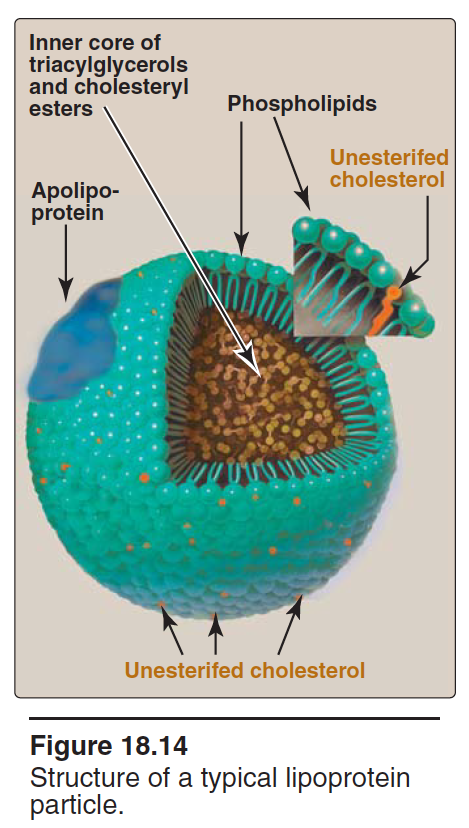 Inner core of
triacylglycerols
and cholesteryl
esters
Phospholipids
Unesterifed
cholesterol
Apolipo-
protein
Unesterifed cholesterol
Figure 18.14
Structure of a typical lipoprotein
particle.